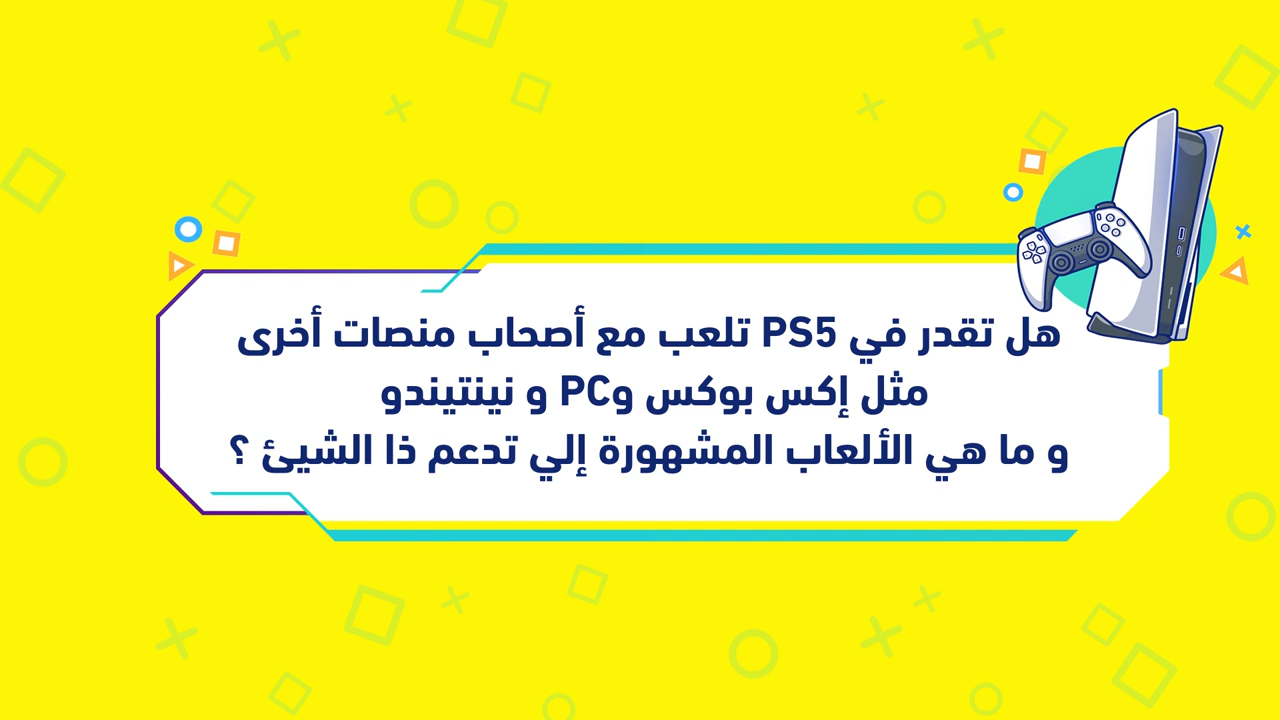 هل تقدر في PS5 تلعب مع أصحاب منصات أخرى
مثل إكس بوكس وPC و نينتيندو
و ما هي الألعاب المشهورة إلي تدعم ذا الشيئ ؟